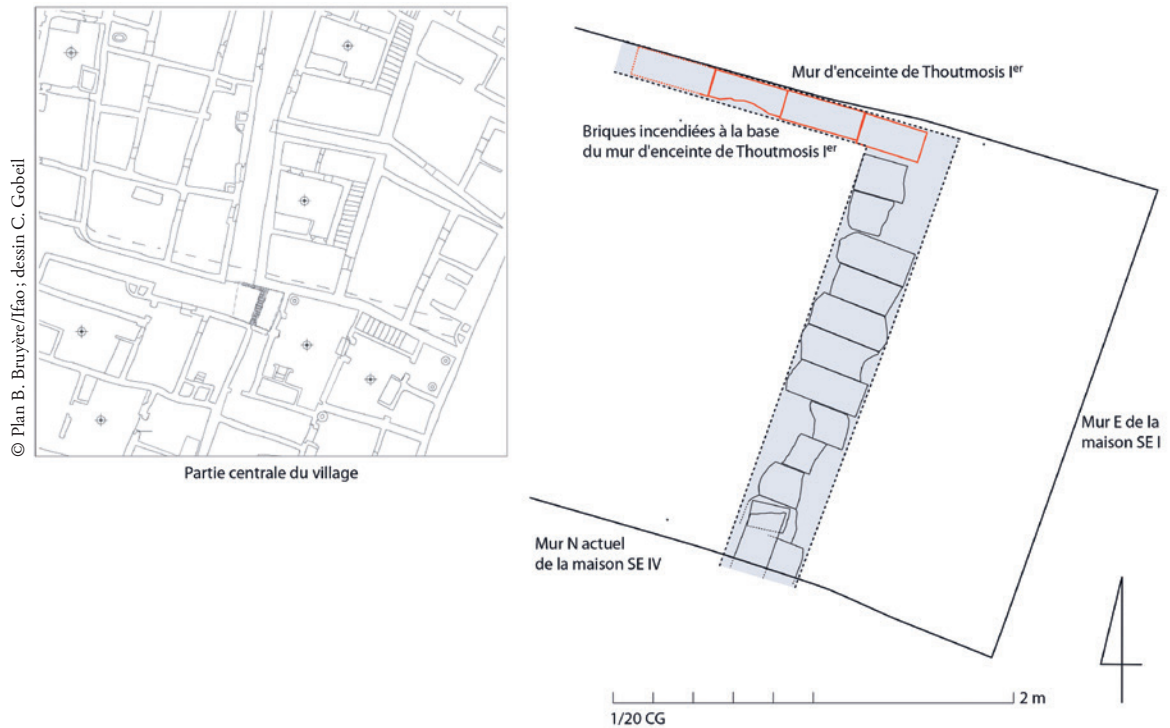 © Plan B. Bruyère/Ifao ; dessin C. Gobeil
Partie centrale du village
Mur d'enceinte de Thoutmosis Ier
Briques incendiées à la base
du mur d'enceinte de Thoutmosis Ier
Mur E de la
maison SE I
Mur N actuel
de la maison SE IV
2 m
1/20 CG